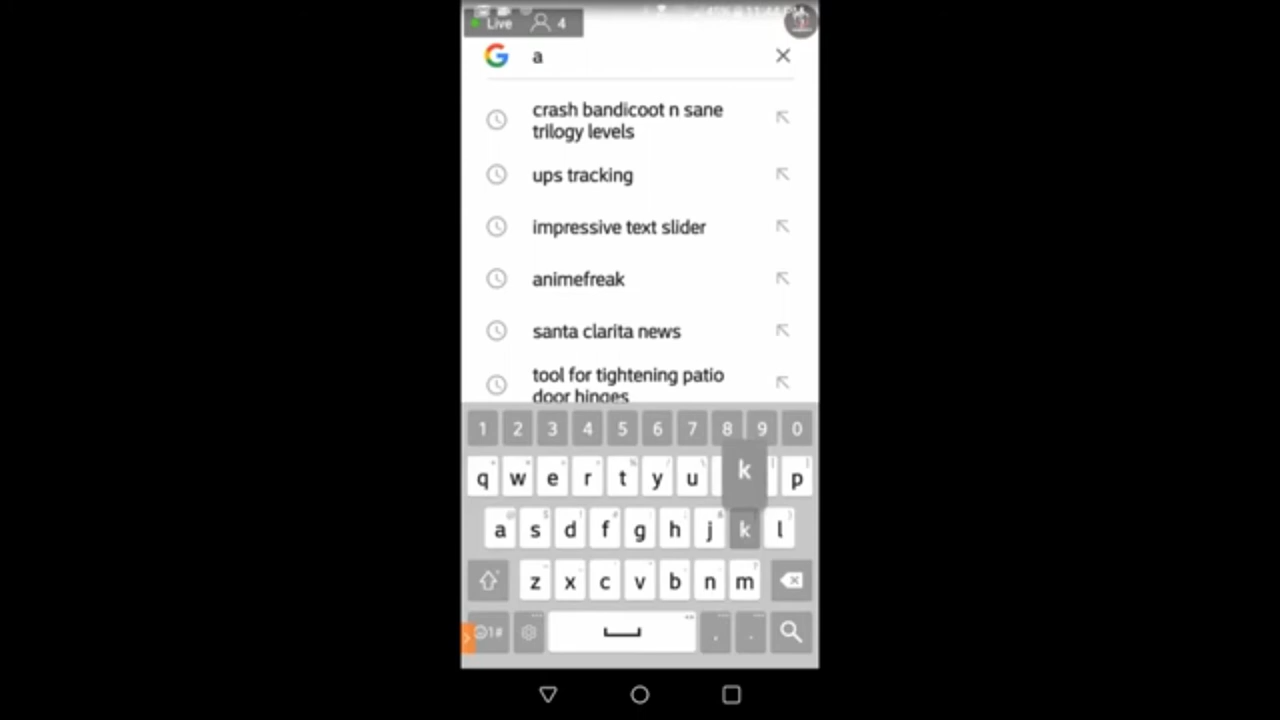 Live 4
a
crash bandicoot n sane
trilogy levels
ups tracking
impressive text slider
animefreak
santa clarita news
tool for tightening patio
door hinges
1 2 3 4 5 6 7 8 9 0
q w e r t y u k p
a s d f g h j k l
z x c v b n m
1# , .